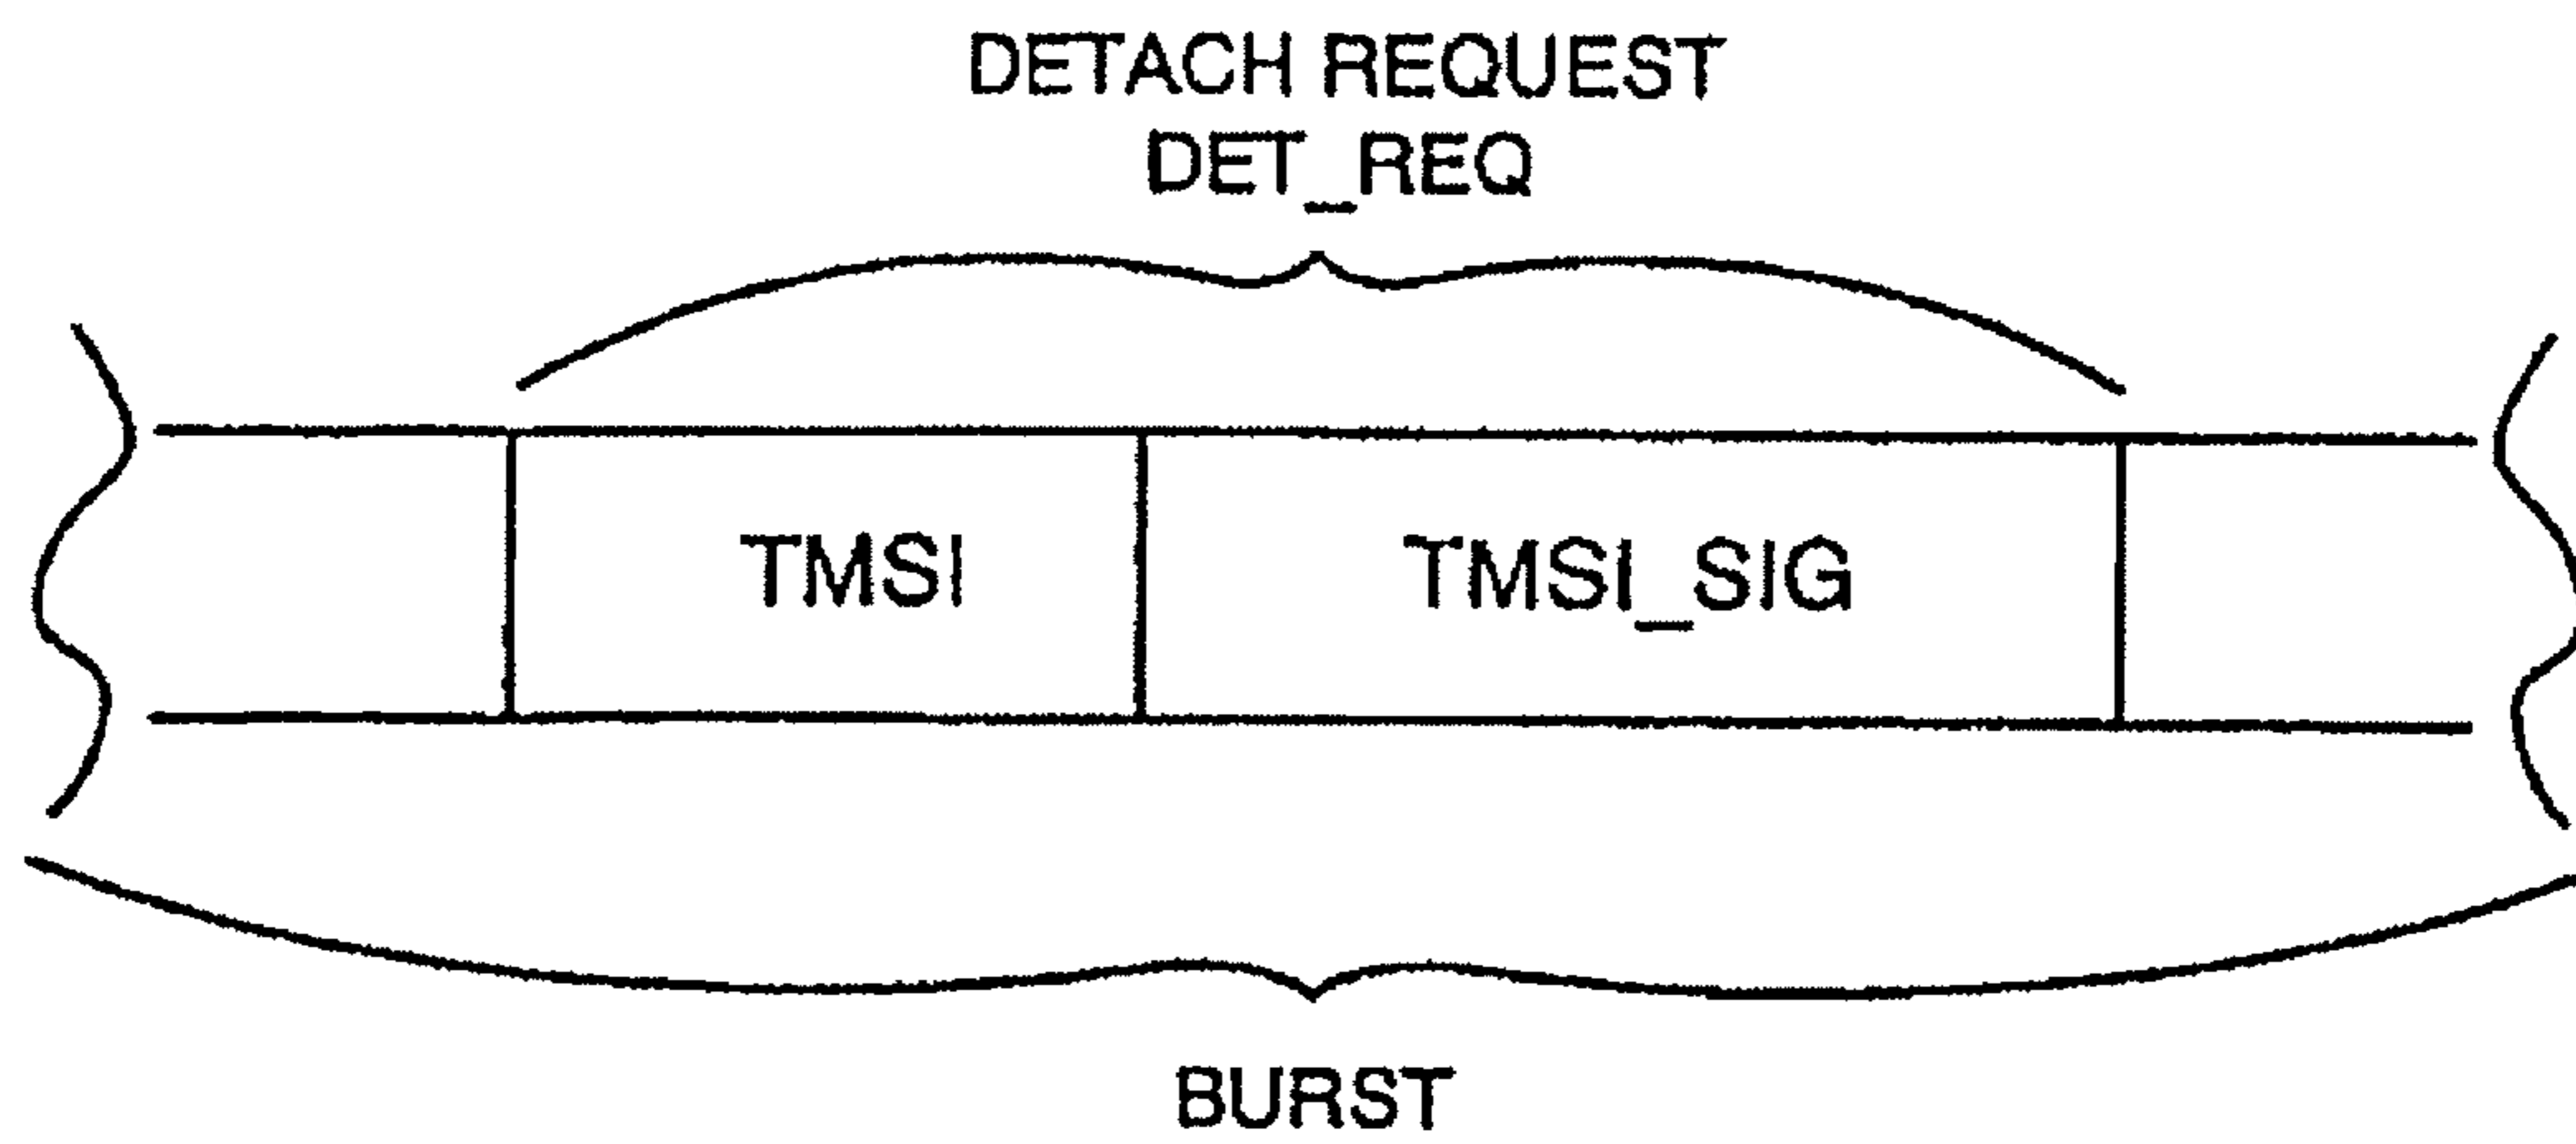 DETACH REQUEST
DET_REQ
TMSI
TMSI_SIG
BURST